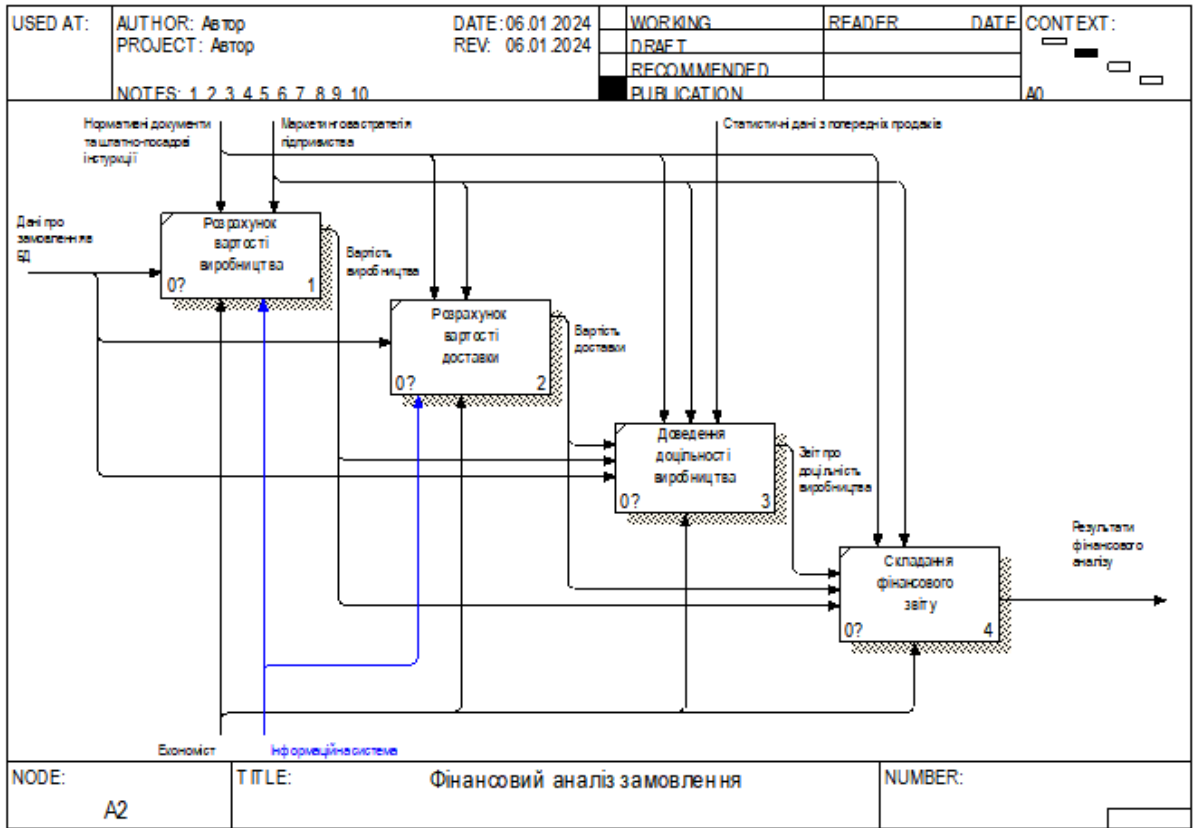 USED AT:
AUTHOR: Автор
DATE: 06.01.2024
WORKING
READER
DATE
CONTEXT:
PROJECT: Автор
REV: 06.01.2024
DRAFT
RECOMMENDED
NOTES: 1 2 3 4 5 6 7 8 9 10
PUBLICATION
A0
Нормативні документи
та штатно-посадові
інстуркції
Маркетингова стратегія
підприємства
Статистичні дані з попередніх продажів
Дані про
замовлення в
БД
Розрахунок
вартості
виробництва
0?
1
Вартість
виробництва
Розрахунок
вартості
доставки
0?
2
Вартість
доставки
Доведення
доцільності
виробництва
0?
3
Звіт про
доцільність
виробництва
Складання
фінансового
звіту
0?
4
Результати
фінансового
аналізу
Економіст
Інформаційна система
NODE:
TITLE:
Фінансовий аналіз замовлення
NUMBER:
A2